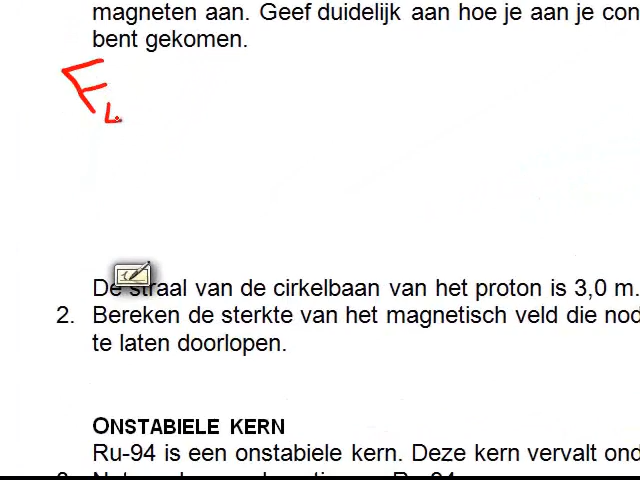 magneten aan. Geef duidelijk aan hoe je aan je con
bent gekomen.
FL
De straal van de cirkelbaan van het proton is 3,0 m.
2. Bereken de sterkte van het magnetisch veld die nod
te laten doorlopen.
ONSTABIELE KERN
Ru-94 is een onstabiele kern. Deze kern vervalt ond